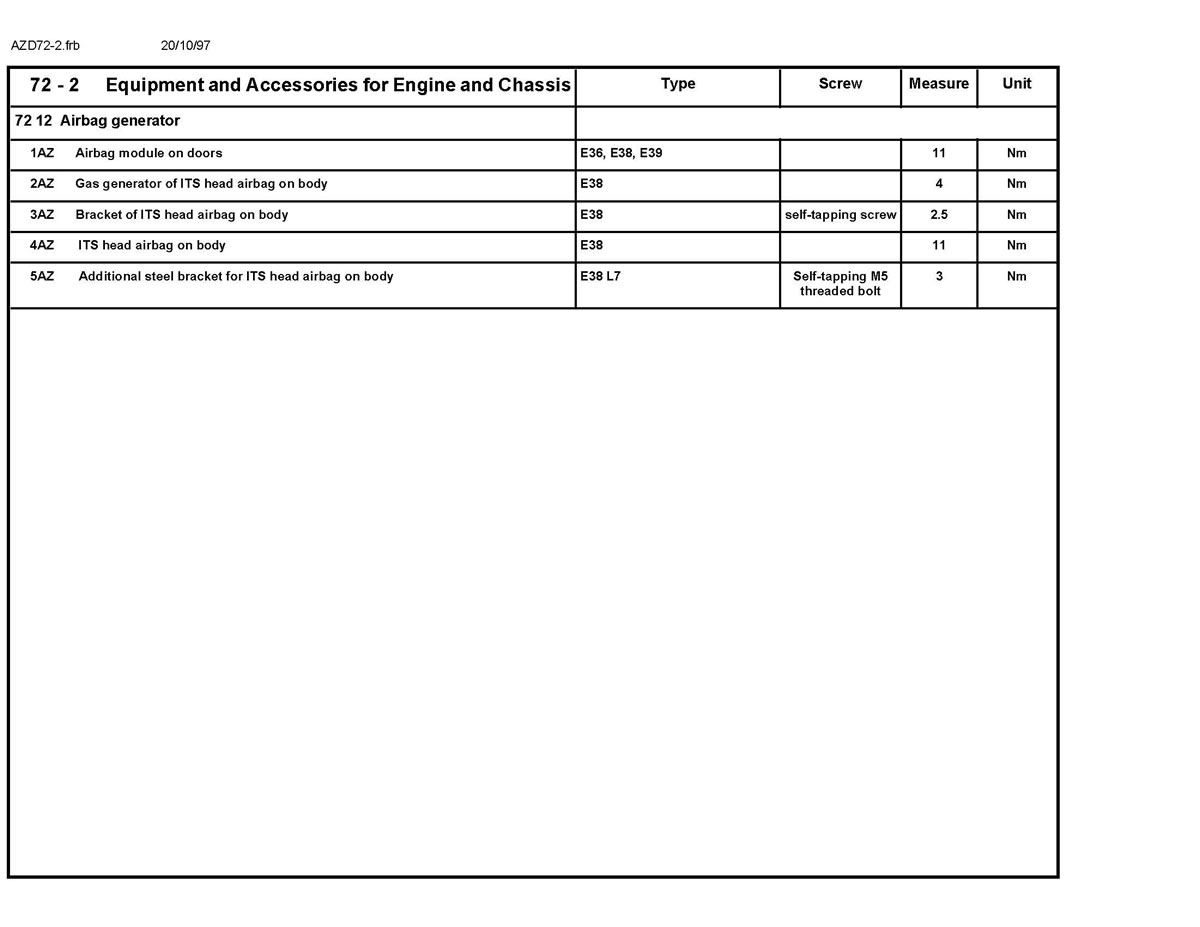 AZD72-2.frb 20/10/97
72 - 2 Equipment and Accessories for Engine and Chassis Type Screw Measure Unit
72 12 Airbag generator
1AZ Airbag module on doors E36, E38, E39 11 Nm
2AZ Gas generator of ITS head airbag on body E38 4 Nm
3AZ Bracket of ITS head airbag on body E38 self-tapping screw 2.5 Nm
4AZ ITS head airbag on body E38 11 Nm
5AZ Additional steel bracket for ITS head airbag on body E38 L7 Self-tapping M5 3 Nm
threaded bolt